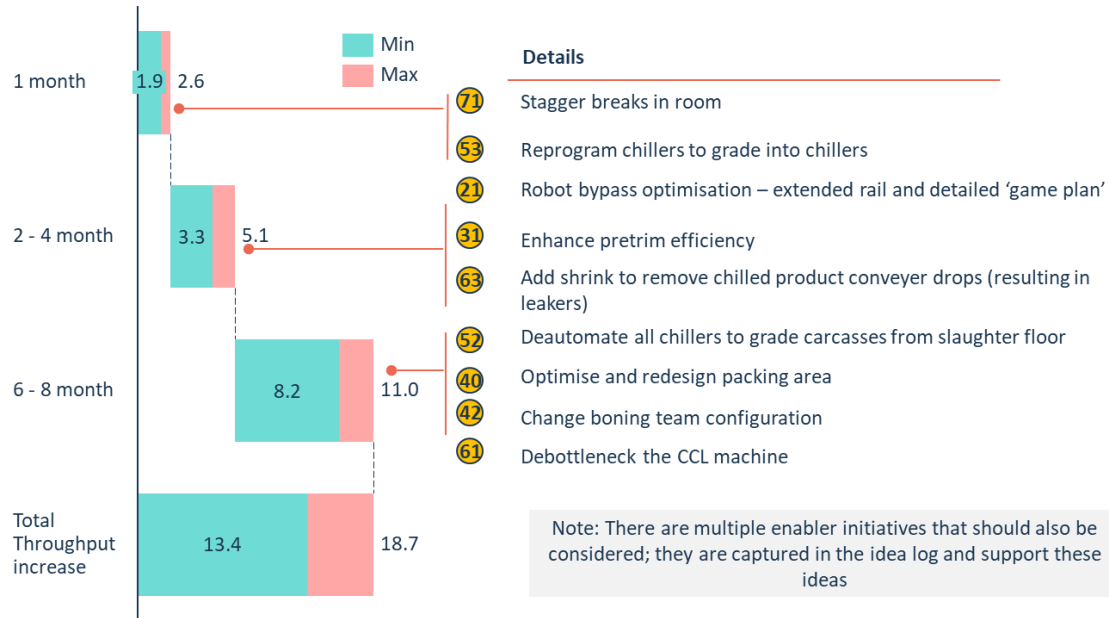 Min
Max
Details
1 month
1.9
2.6
71
Stagger breaks in room
53
Reprogram chillers to grade into chillers
21
Robot bypass optimisation – extended rail and detailed ‘game plan’
2 - 4 month
3.3
5.1
31
Enhance pretrim efficiency
63
Add shrink to remove chilled product conveyer drops (resulting in
leakers)
52
Deautomate all chillers to grade carcasses from slaughter floor
6 - 8 month
8.2
11.0
40
Optimise and redesign packing area
42
Change boning team configuration
61
Debottleneck the CCL machine
Total
Throughput
increase
13.4
18.7
Note: There are multiple enabler initiatives that should also be
considered; they are captured in the idea log and support these
ideas